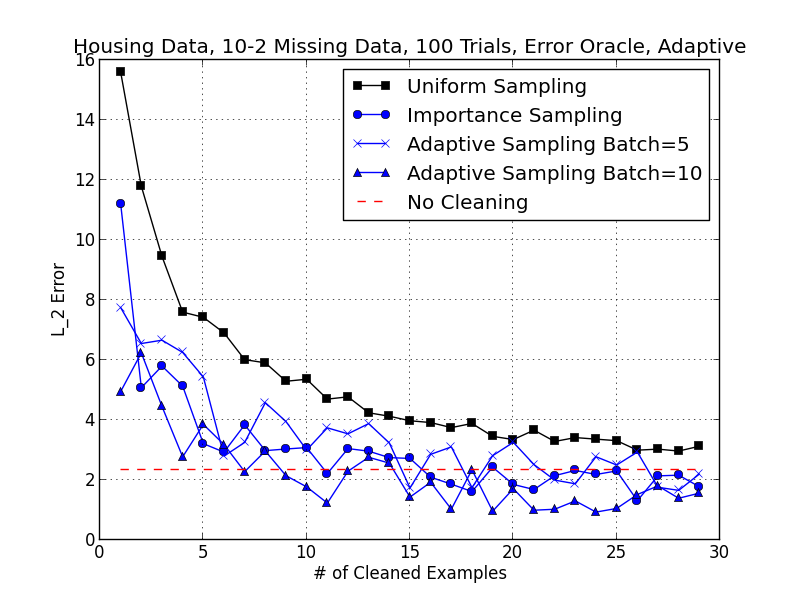 Housing Data, 10-2 Missing Data, 100 Trials, Error Oracle, Adaptive
16
14
12
10
8
6
4
2
0
L_2 Error
Uniform Sampling
Importance Sampling
Adaptive Sampling Batch=5
Adaptive Sampling Batch=10
No Cleaning
0 5 10 15 20 25 30
# of Cleaned Examples